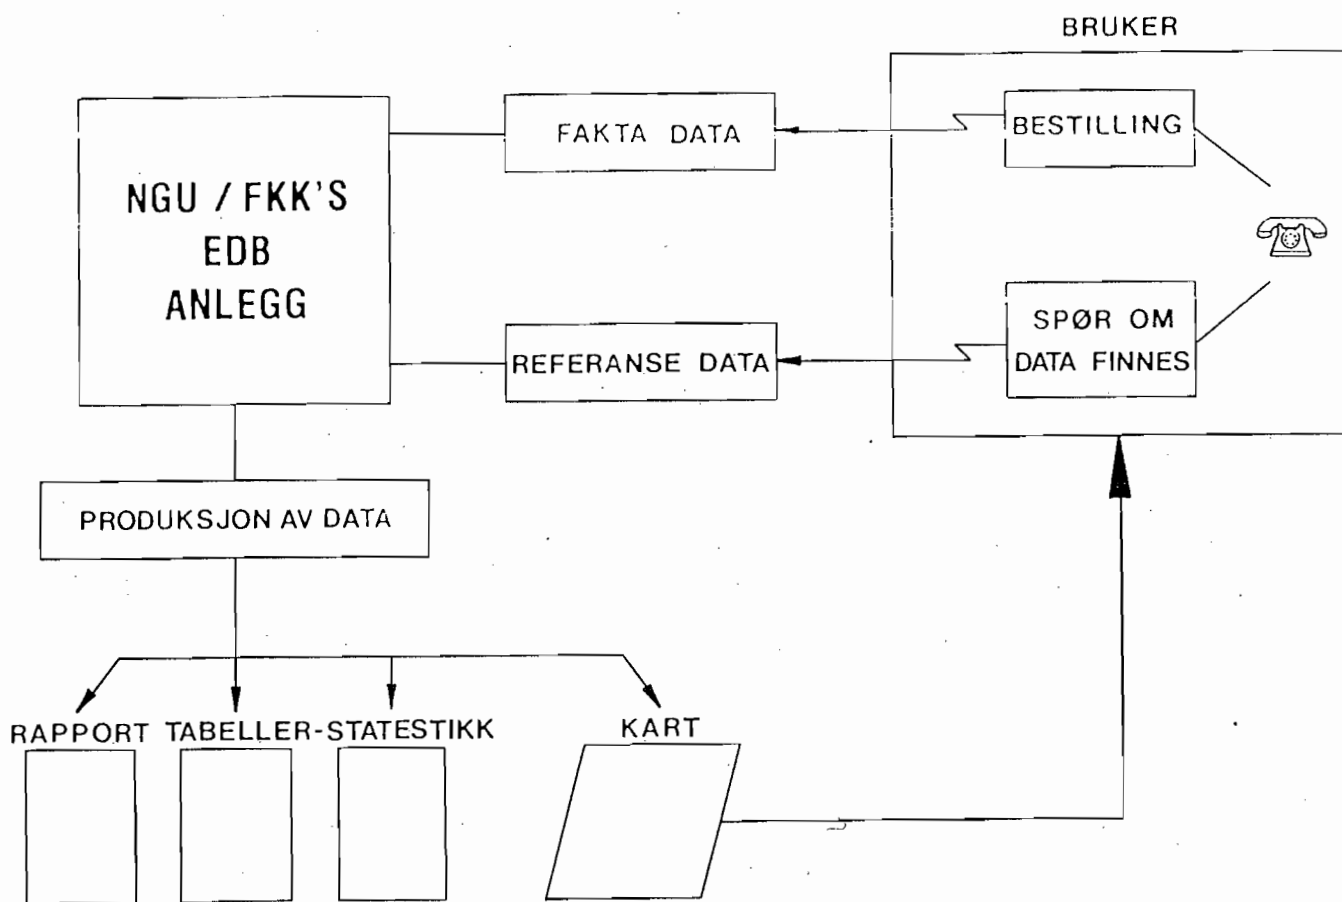 BRUKER
NGU / FKK'S
EDB
ANLEGG
FAKTA DATA
BESTILLING
REFERANSE DATA
SPØR OM
DATA FINNES
PRODUKSJON AV DATA
RAPPORT TABELLER-STATESTIKK KART